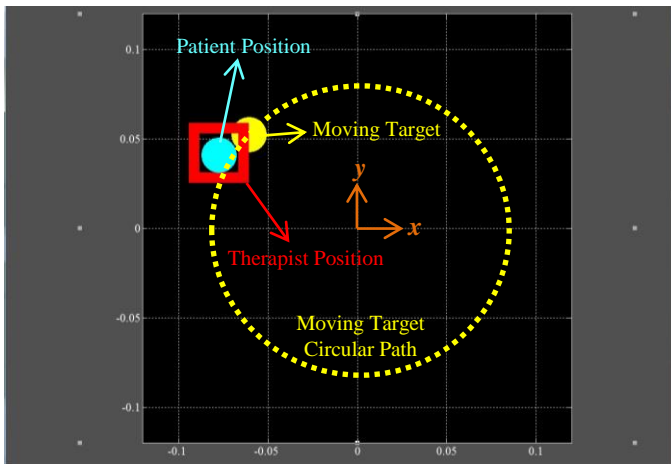 0.1
Patient Position
Moving Target
0.05
y
x
0
Therapist Position
-0.05
Moving Target
Circular Path
-0.1
-0.1
-0.05
0
0.05
0.1